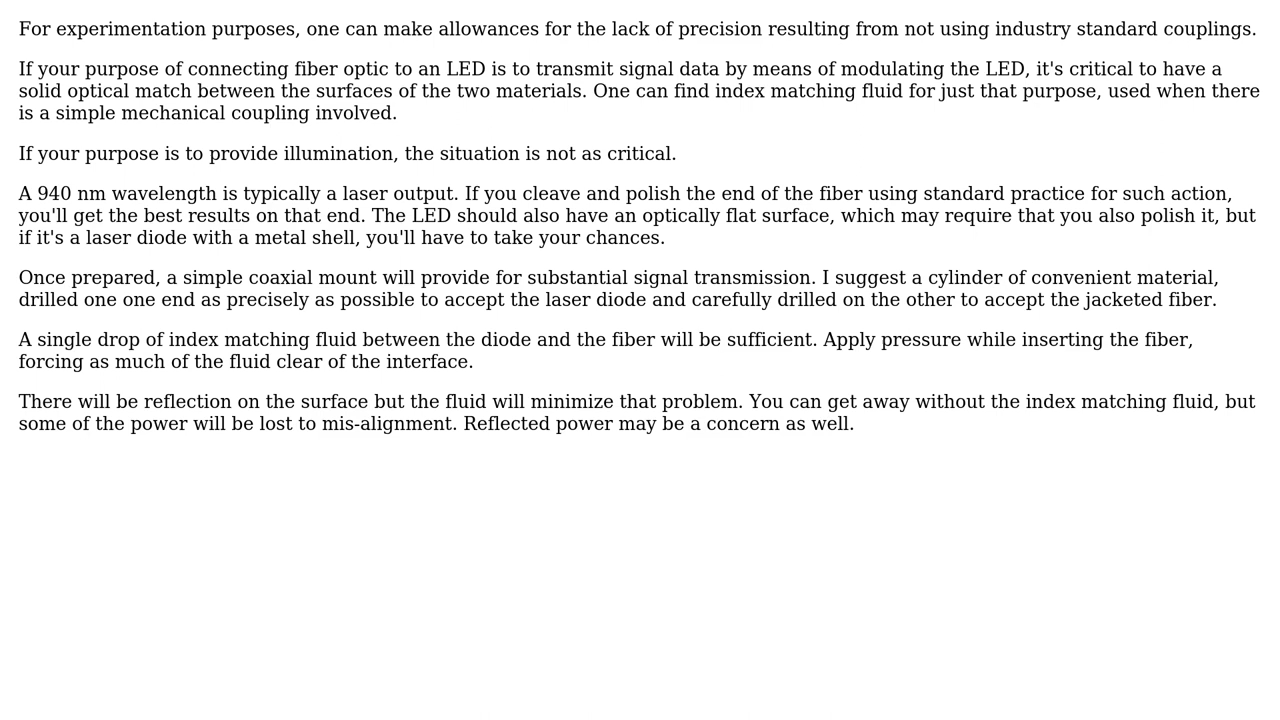 For experimentation purposes, one can make allowances for the lack of precision resulting from not using industry standard couplings.
If your purpose of connecting fiber optic to an LED is to transmit signal data by means of modulating the LED, it's critical to have a
solid optical match between the surfaces of the two materials. One can find index matching fluid for just that purpose, used when there
is a simple mechanical coupling involved.
If your purpose is to provide illumination, the situation is not as critical.
A 940 nm wavelength is typically a laser output. If you cleave and polish the end of the fiber using standard practice for such action,
you'll get the best results on that end. The LED should also have an optically flat surface, which may require that you also polish it, but
if it's a laser diode with a metal shell, you'll have to take your chances.
Once prepared, a simple coaxial mount will provide for substantial signal transmission. I suggest a cylinder of convenient material,
drilled one one end as precisely as possible to accept the laser diode and carefully drilled on the other to accept the jacketed fiber.
A single drop of index matching fluid between the diode and the fiber will be sufficient. Apply pressure while inserting the fiber,
forcing as much of the fluid clear of the interface.
There will be reflection on the surface but the fluid will minimize that problem. You can get away without the index matching fluid, but
some of the power will be lost to mis-alignment. Reflected power may be a concern as well.